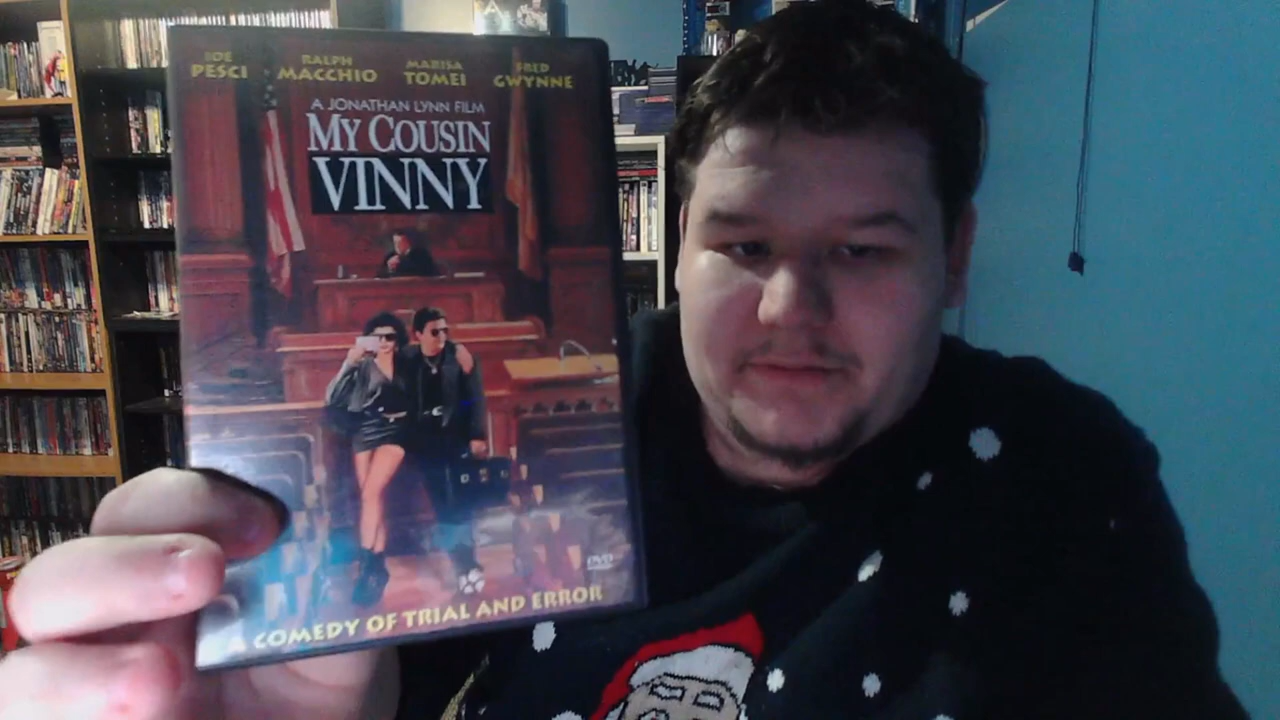 JOE RALPH MARISA FRED
PESCI MACCHIO TOMEI GWYNNE
A JONATHAN LYNN FILM
MY COUSIN
VINNY
DVD
A COMEDY OF TRIAL AND ERROR